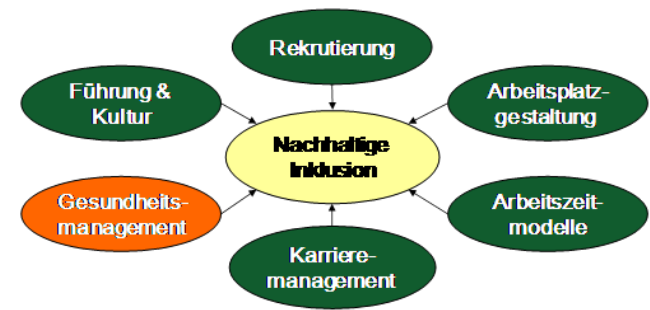 Rekrutierung
Führung &
Kultur
Arbeitsplatz-
gestaltung
Nachhaltige
Inklusion
Gesundheits-
management
Arbeitszeit-
modelle
Karriere-
management